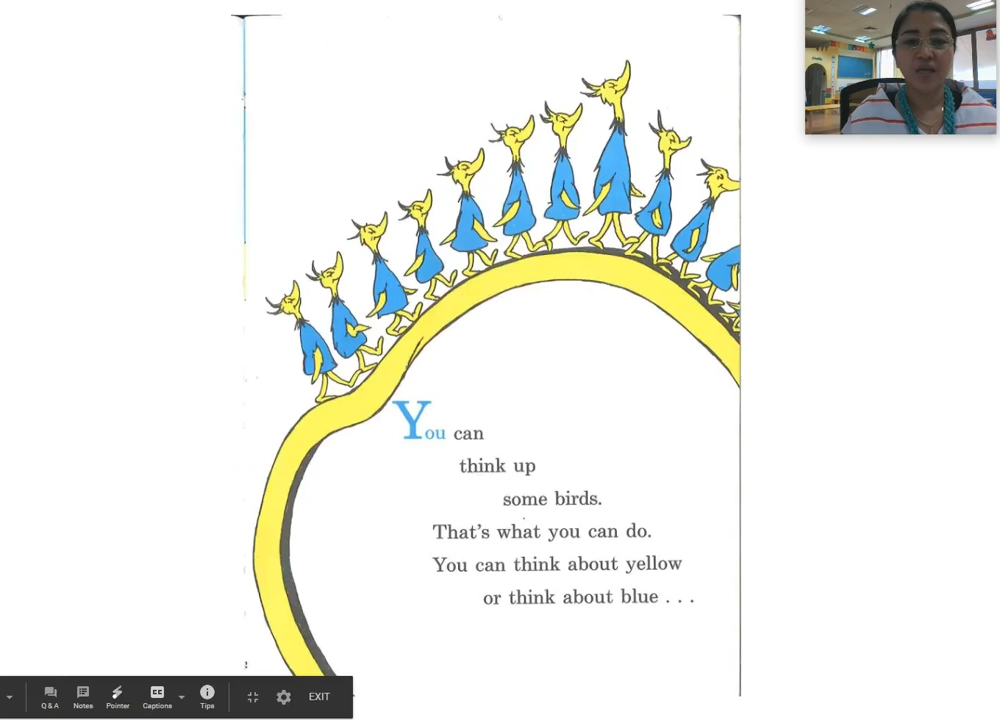 You can
think up
some birds.
That's what you can do.
You can think about yellow
or think about blue . . .
Q & A
Notes
Pointer
CC
Captions
Tips
EXIT